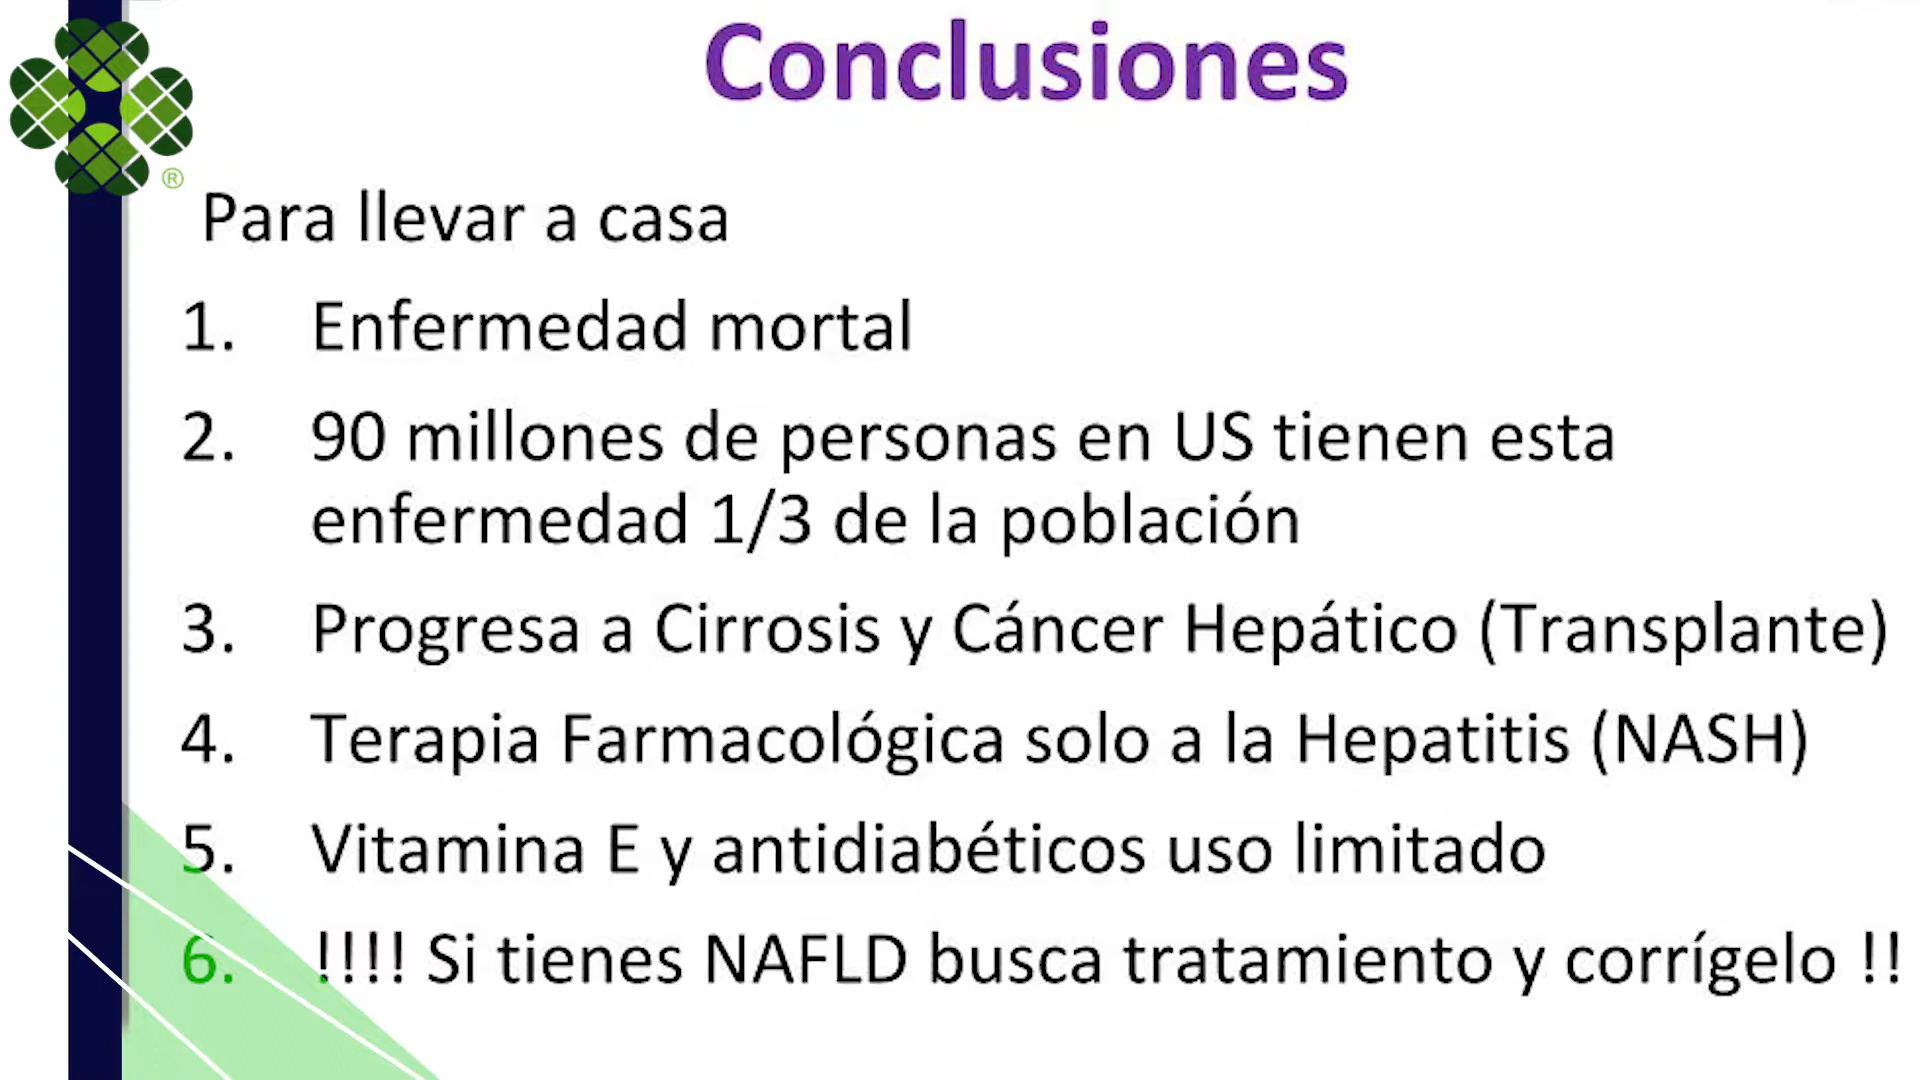 Conclusiones
®
Para llevar a casa
1. Enfermedad mortal
2. 90 millones de personas en US tienen esta
enfermedad 1/3 de la población
3. Progresa a Cirrosis y Cáncer Hepático (Transplante)
4. Terapia Farmacológica solo a la Hepatitis (NASH)
5. Vitamina E y antidiabéticos uso limitado
6. !!!! Si tienes NAFLD busca tratamiento y corrígelo !!